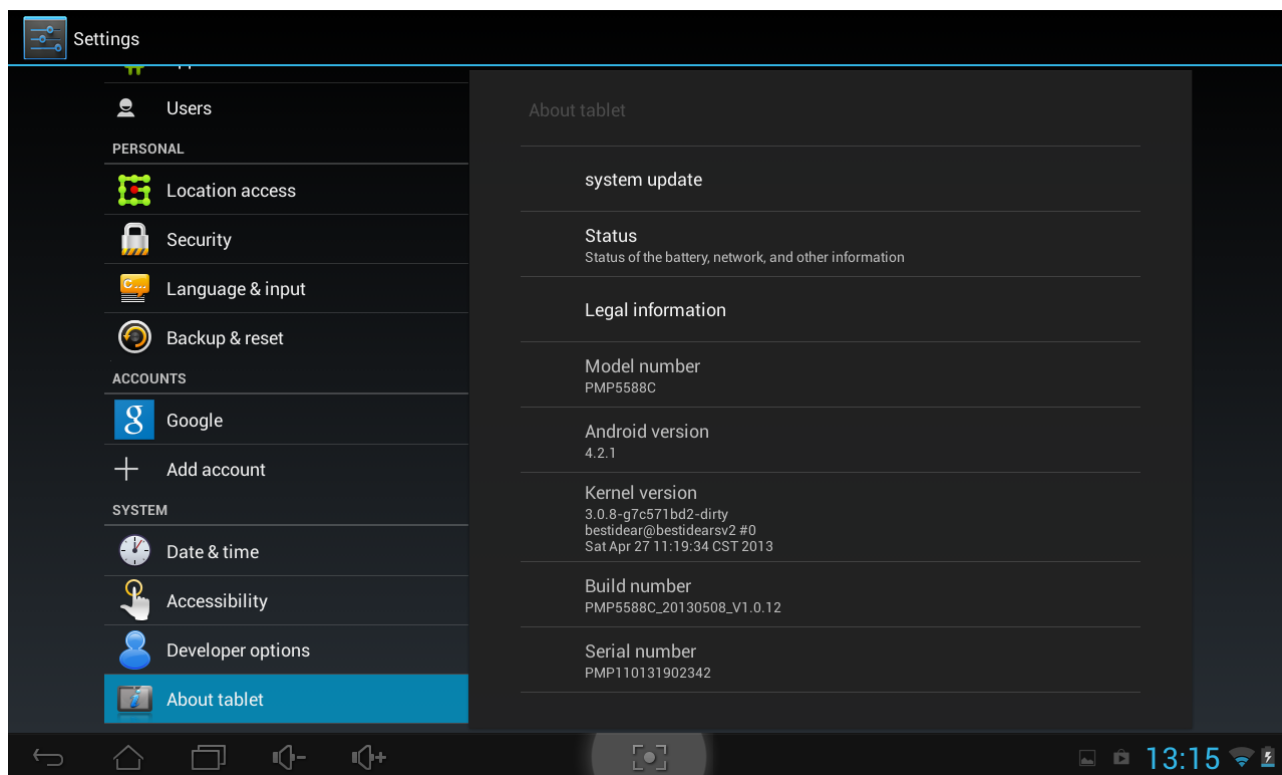 Settings
Users
PERSONAL
Location access
Security
Language & input
Backup & reset
ACCOUNTS
Google
Add account
SYSTEM
Date & time
Accessibility
Developer options
About tablet
About tablet
system update
Status
Status of the battery, network, and other information
Legal information
Model number
PMP5588C
Android version
4.2.1
Kernel version
3.0.8-g7c571bd2-dirty
bestidear@bestidearsv2 #0
Sat Apr 27 11:19:34 CST 2013
Build number
PMP5588C_20130508_V1.0.12
Serial number
PMP110131902342
13:15